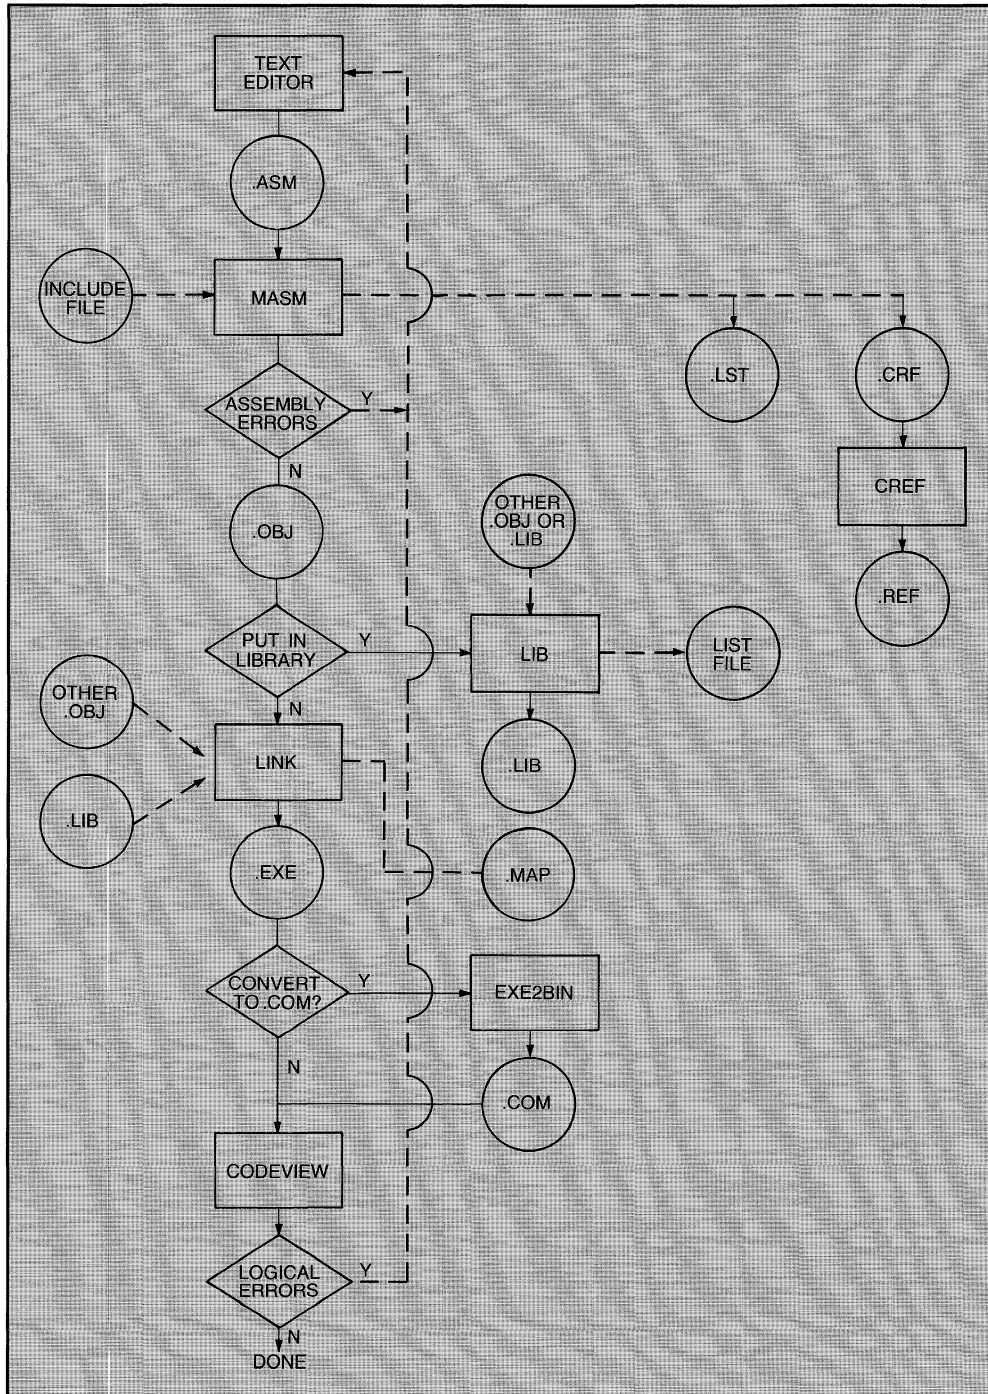 TEXT
EDITOR
.ASM
INCLUDE
FILE
MASM
.LST
.CRF
ASSEMBLY
ERRORS
Y
N
CREF
.OBJ
OTHER
.OBJ OR
.LIB
.REF
PUT IN
LIBRARY
Y
N
LIB
LIST
FILE
OTHER
.OBJ
LINK
.LIB
.LIB
.EXE
.MAP
CONVERT
TO .COM?
Y
N
EXE2BIN
.COM
CODEVIEW
LOGICAL
ERRORS
Y
N
DONE